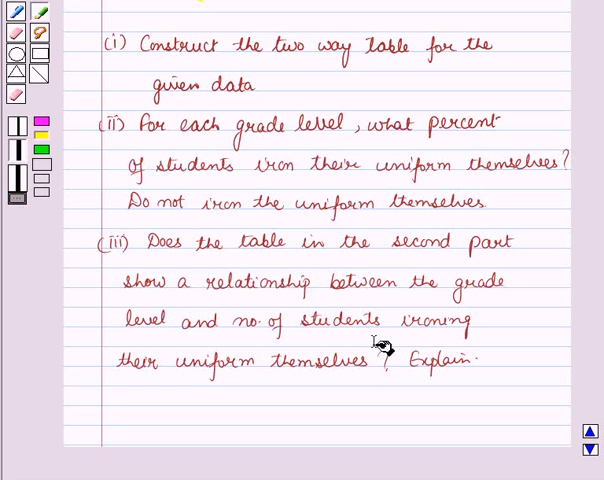 (i) Construct the two way table for the
given data
(ii) For each grade level, what percent
of students iron their uniform themselves?
Do not iron the uniform themselves.
(iii) Does the table in the second part
show a relationship between the grade
level and no. of students ironing
their uniform themselves? Explain.